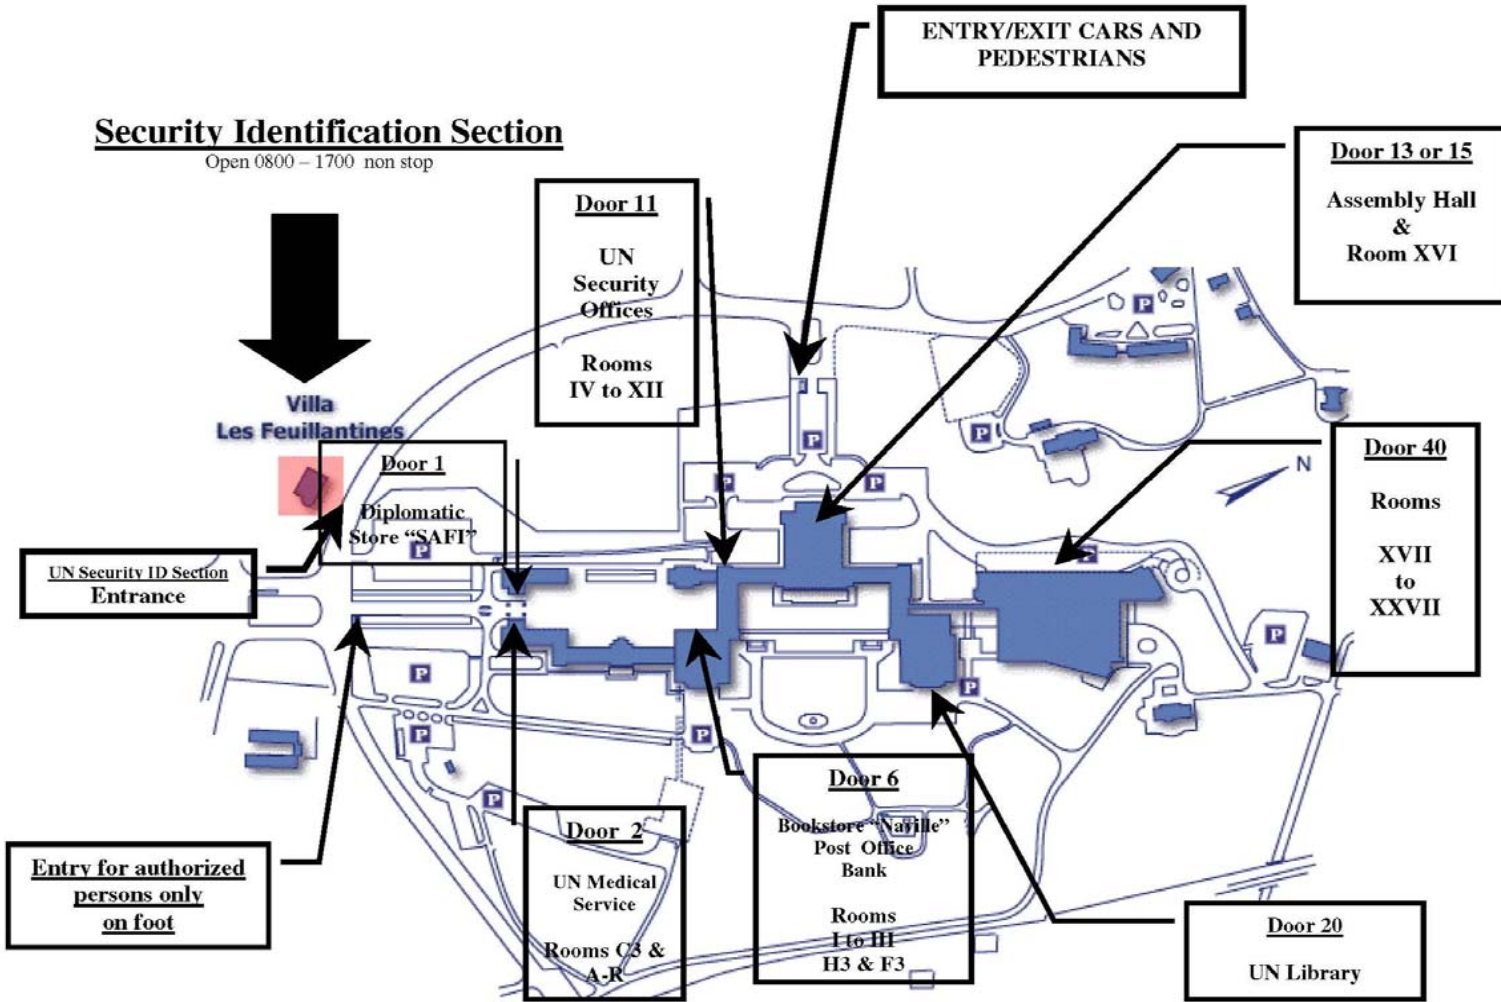 ENTRY/EXIT CARS AND
PEDESTRIANS
Security Identification Section
Open 0800 – 1700 non stop
Door 13 or 15
Assembly Hall
&
Room XVI
Door 11
UN
Security
Offices
Rooms
IV to XII
P
Villa
Les Feuillantines
P
P
Door 1
Diplomatic
Store “SAFI”
P
P
P
Door 40
Rooms
XVII
to
XXVII
N
P
P
UN Security ID Section
Entrance
P
P
P
P
P
P
Door 6
Bookstore “Naville”
Post Office
Bank
Rooms
I to III
H3 & F3
Door 2
UN Medical
Service
Rooms C3 &
A-R
Entry for authorized
persons only
on foot
Door 20
UN Library